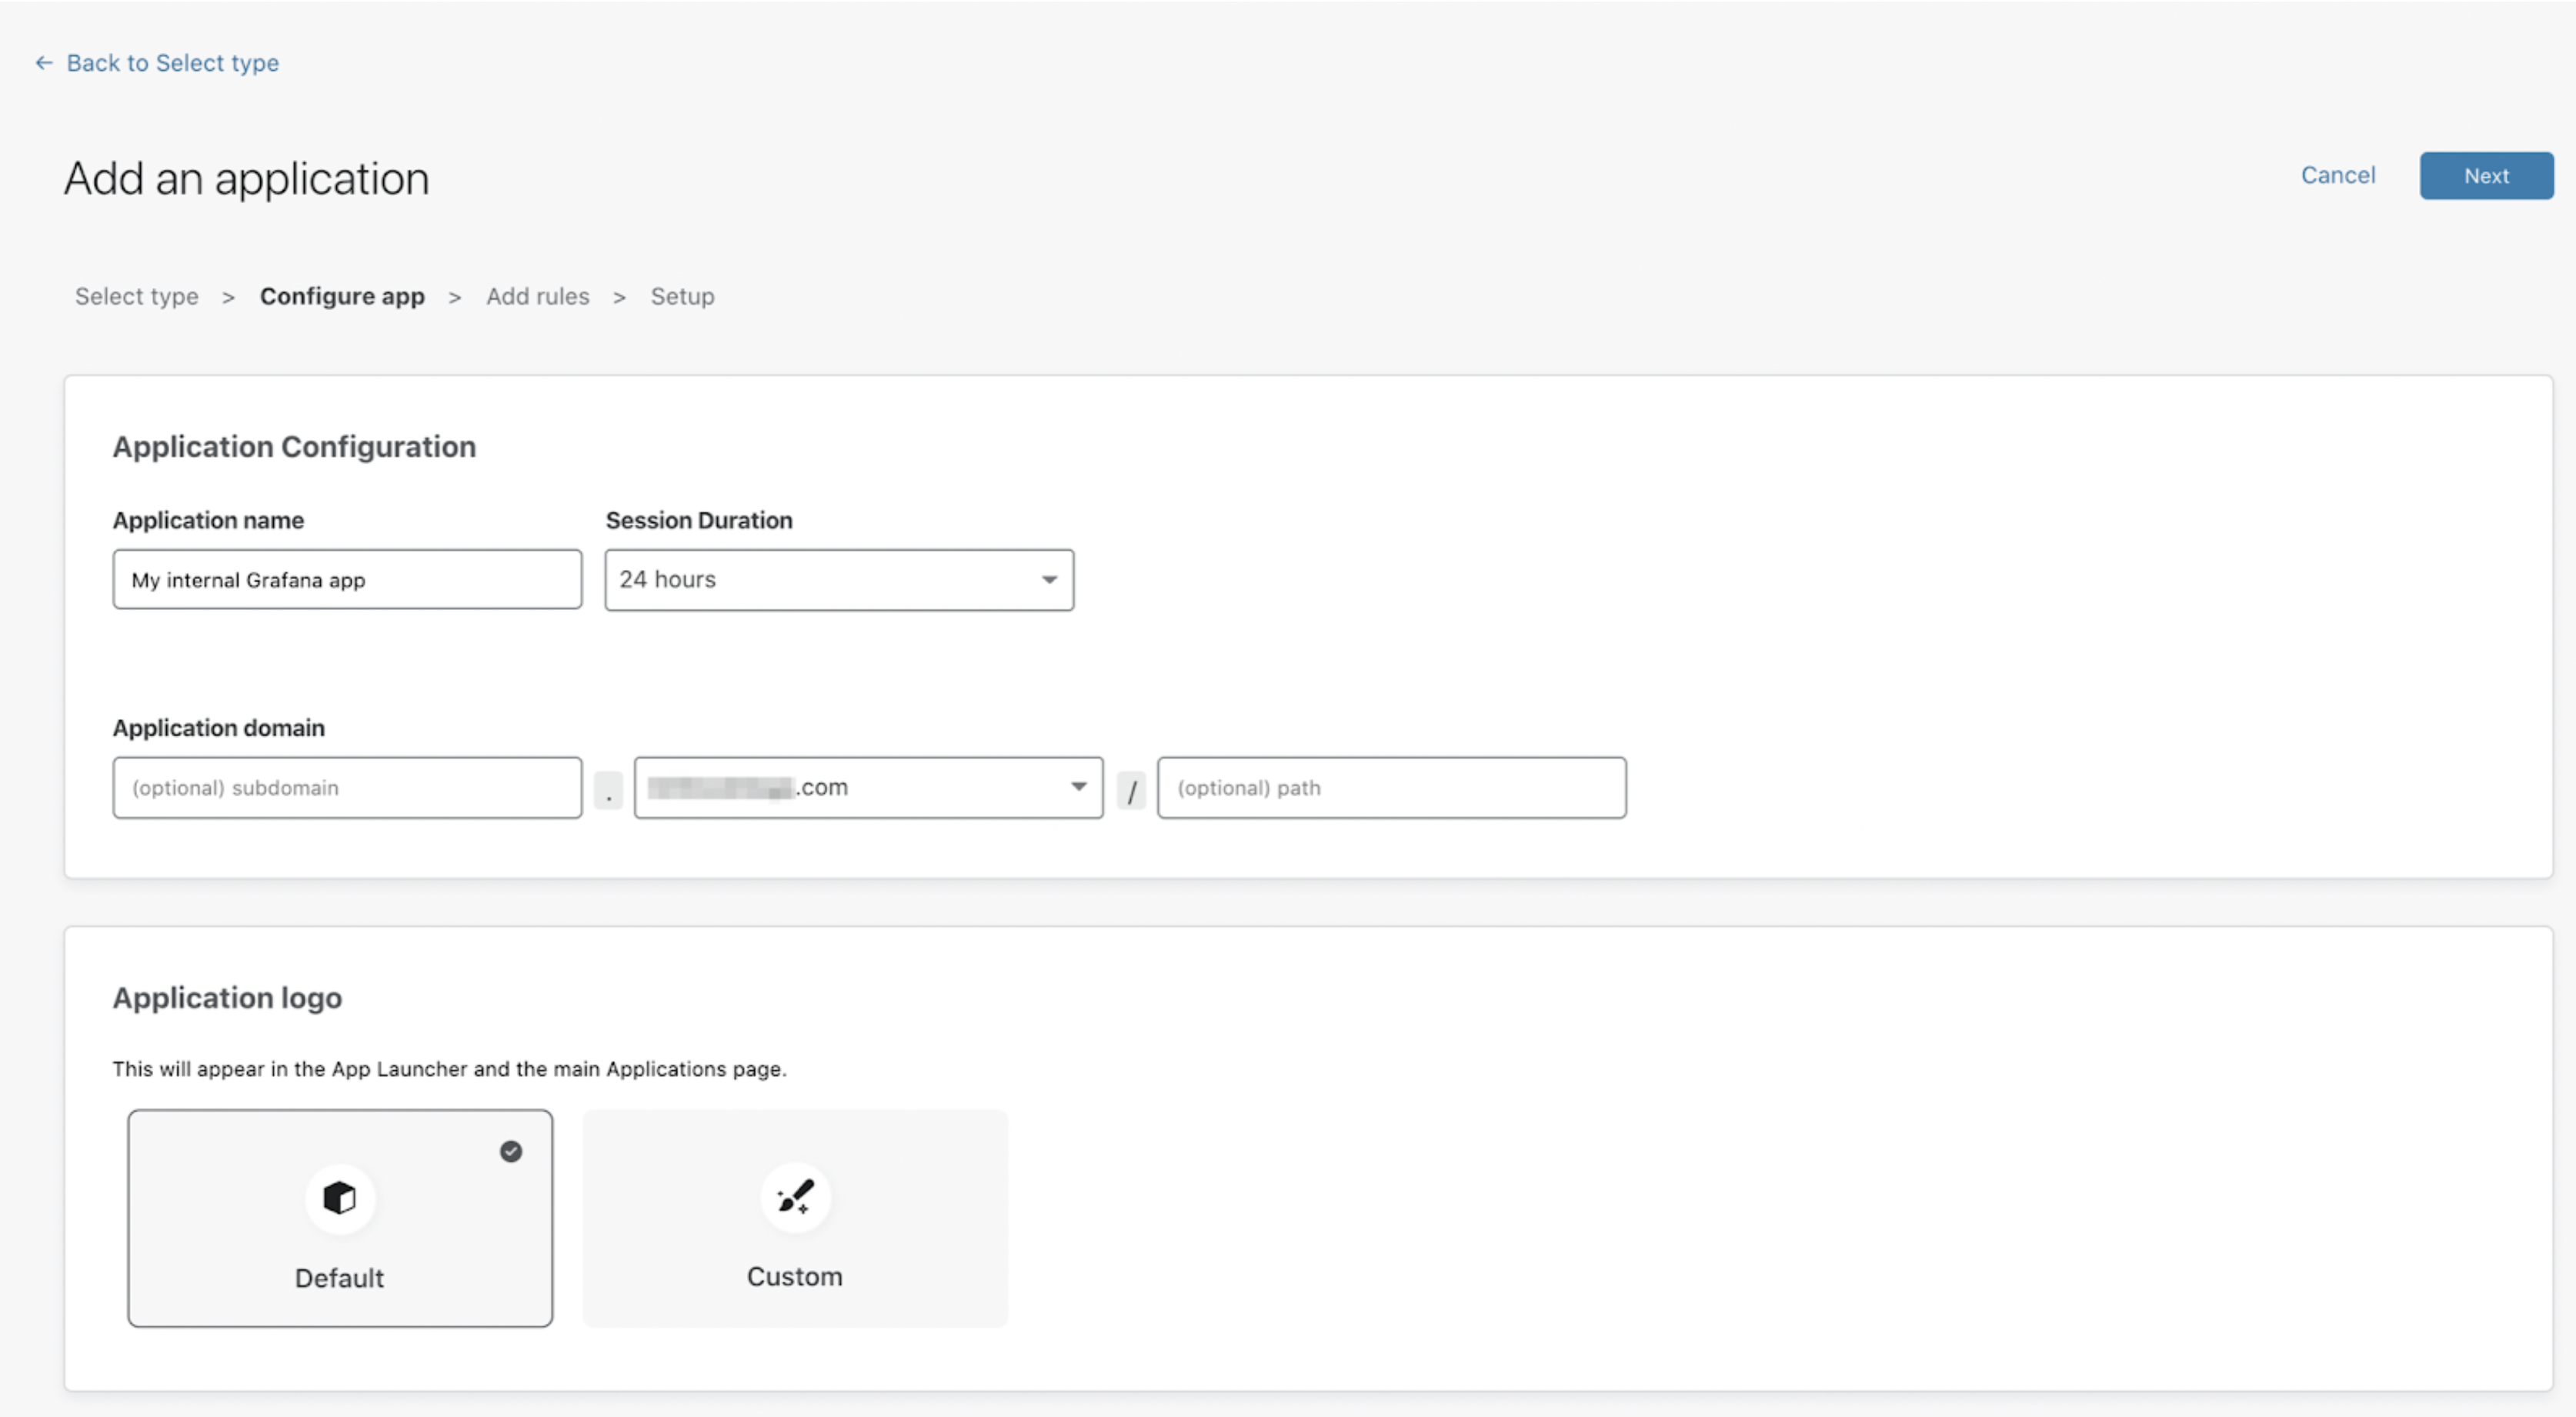 ← Back to Select type
Add an application
Cancel
Next
Select type > Configure app > Add rules > Setup
Application Configuration
Application name
Session Duration
My internal Grafana app
24 hours
Application domain
(optional) subdomain . .com / (optional) path
Application logo
This will appear in the App Launcher and the main Applications page.
Default
Custom